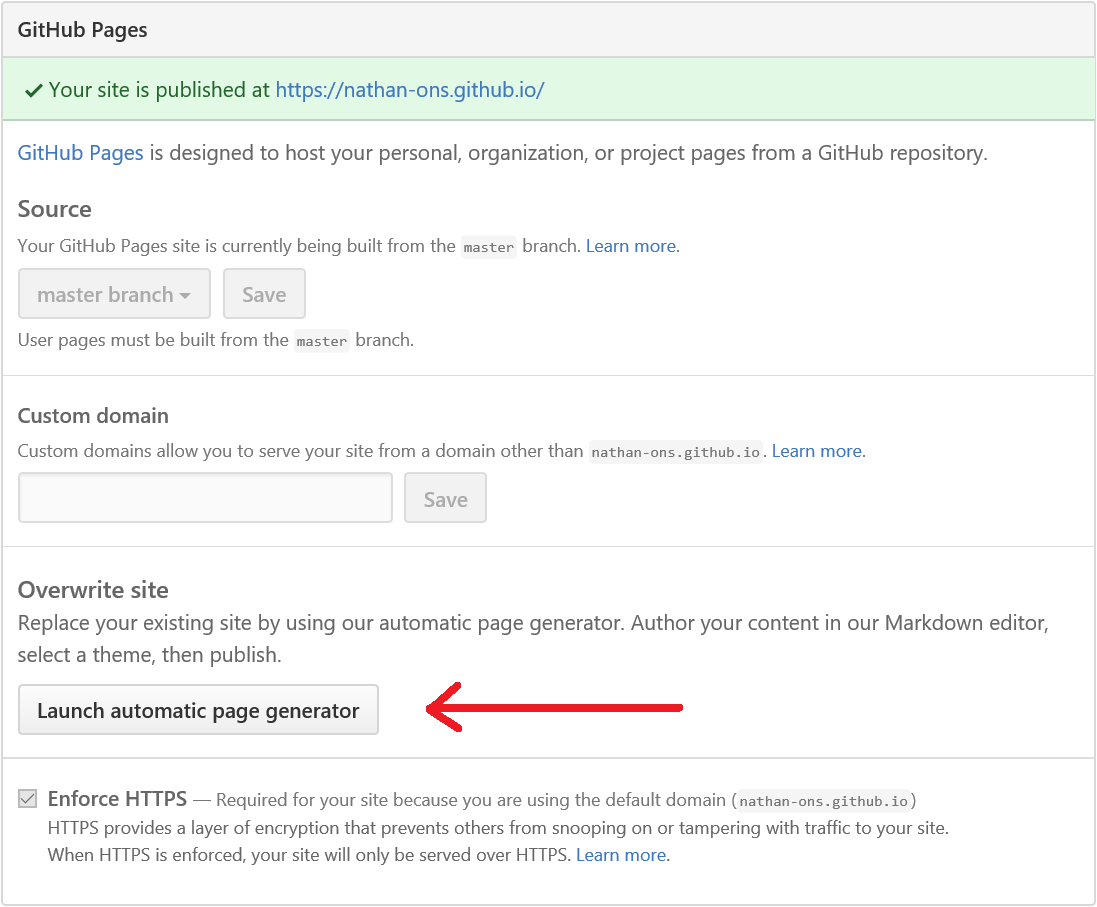 GitHub Pages
Your site is published at https://nathan-ons.github.io/
GitHub Pages is designed to host your personal, organization, or project pages from a GitHub repository.
Source
Your GitHub Pages site is currently being built from the master branch. Learn more.
master branch Save
User pages must be built from the master branch.
Custom domain
Custom domains allow you to serve your site from a domain other than nathan-ons.github.io. Learn more.
Save
Overwrite site
Replace your existing site by using our automatic page generator. Author your content in our Markdown editor,
select a theme, then publish.
Launch automatic page generator
Enforce HTTPS — Required for your site because you are using the default domain (nathan-ons.github.io)
HTTPS provides a layer of encryption that prevents others from snooping on or tampering with traffic to your site.
When HTTPS is enforced, your site will only be served over HTTPS. Learn more.